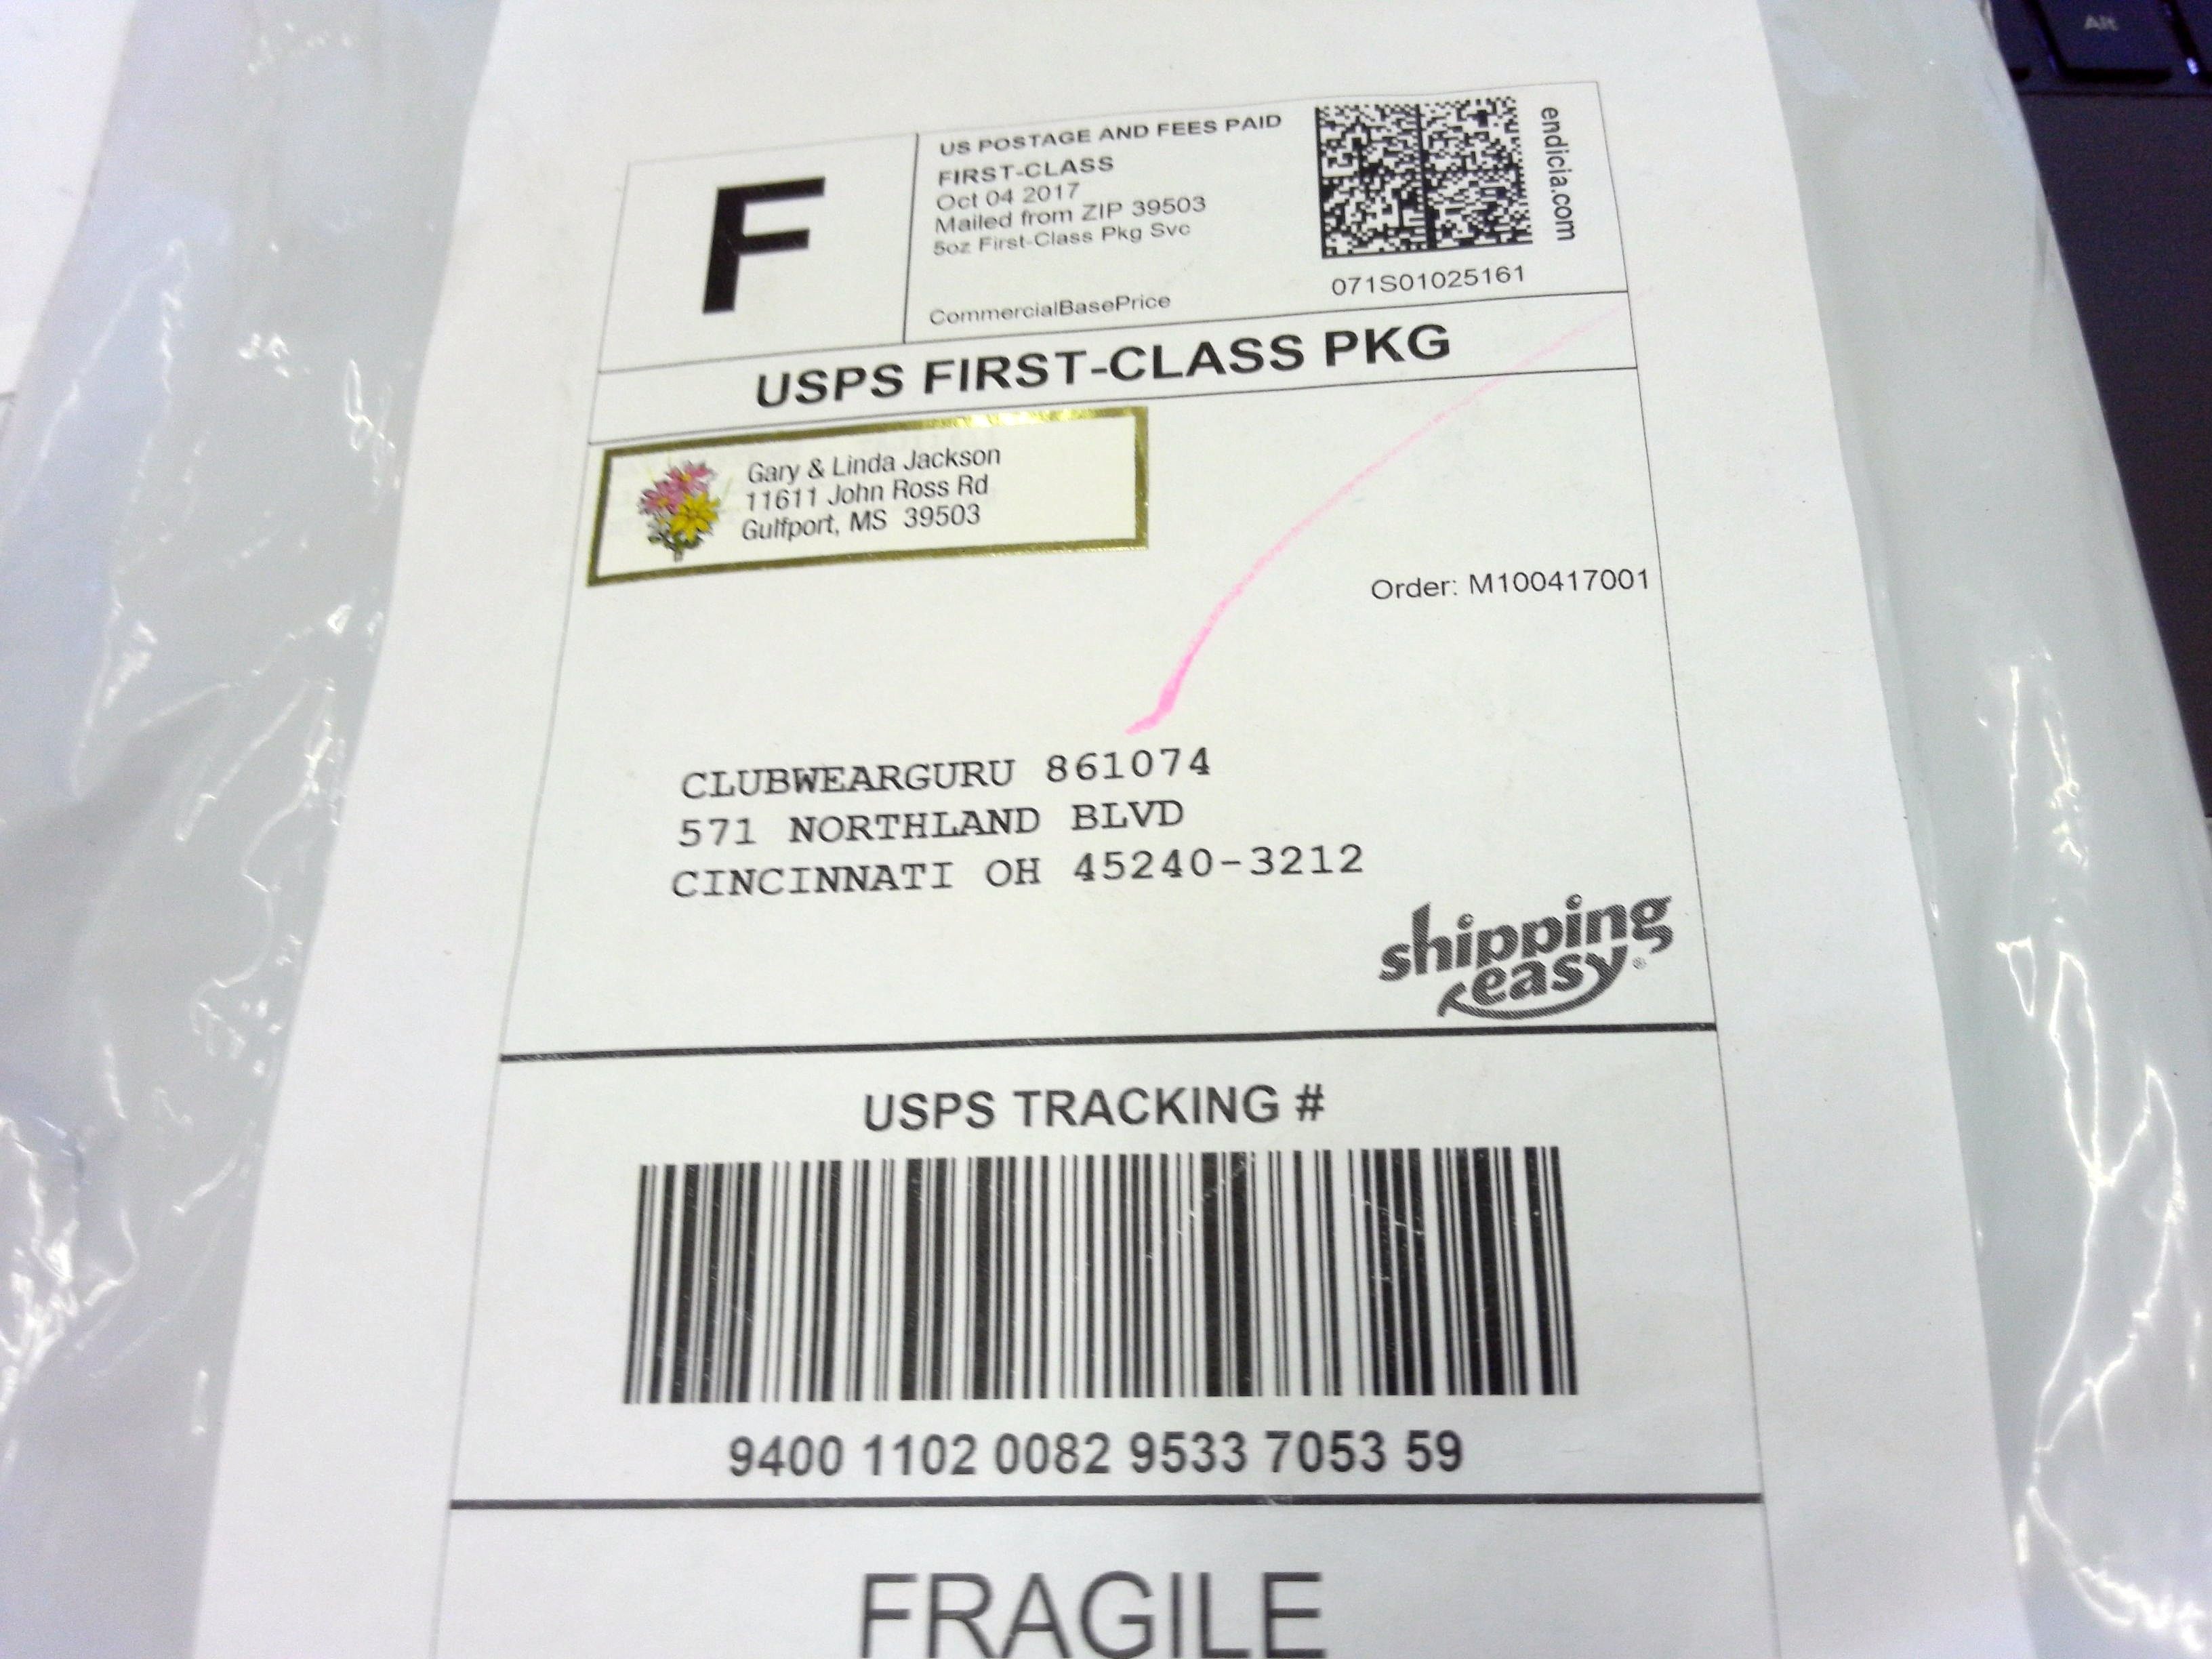 Alt
F
US POSTAGE AND FEES PAID
FIRST-CLASS
Oct 04 2017
Mailed from ZIP 39503
5oz First-Class Pkg Svc
CommercialBasePrice
endicia.com
071S01025161
USPS FIRST-CLASS PKG
Gary & Linda Jackson
11611 John Ross Rd
Gulfport, MS 39503
Order: M100417001
CLUBWEARGURU 861074
571 NORTHLAND BLVD
CINCINNATI OH 45240-3212
shipping
easy®
USPS TRACKING #
9400 1102 0082 9533 7053 59
FRAGILE